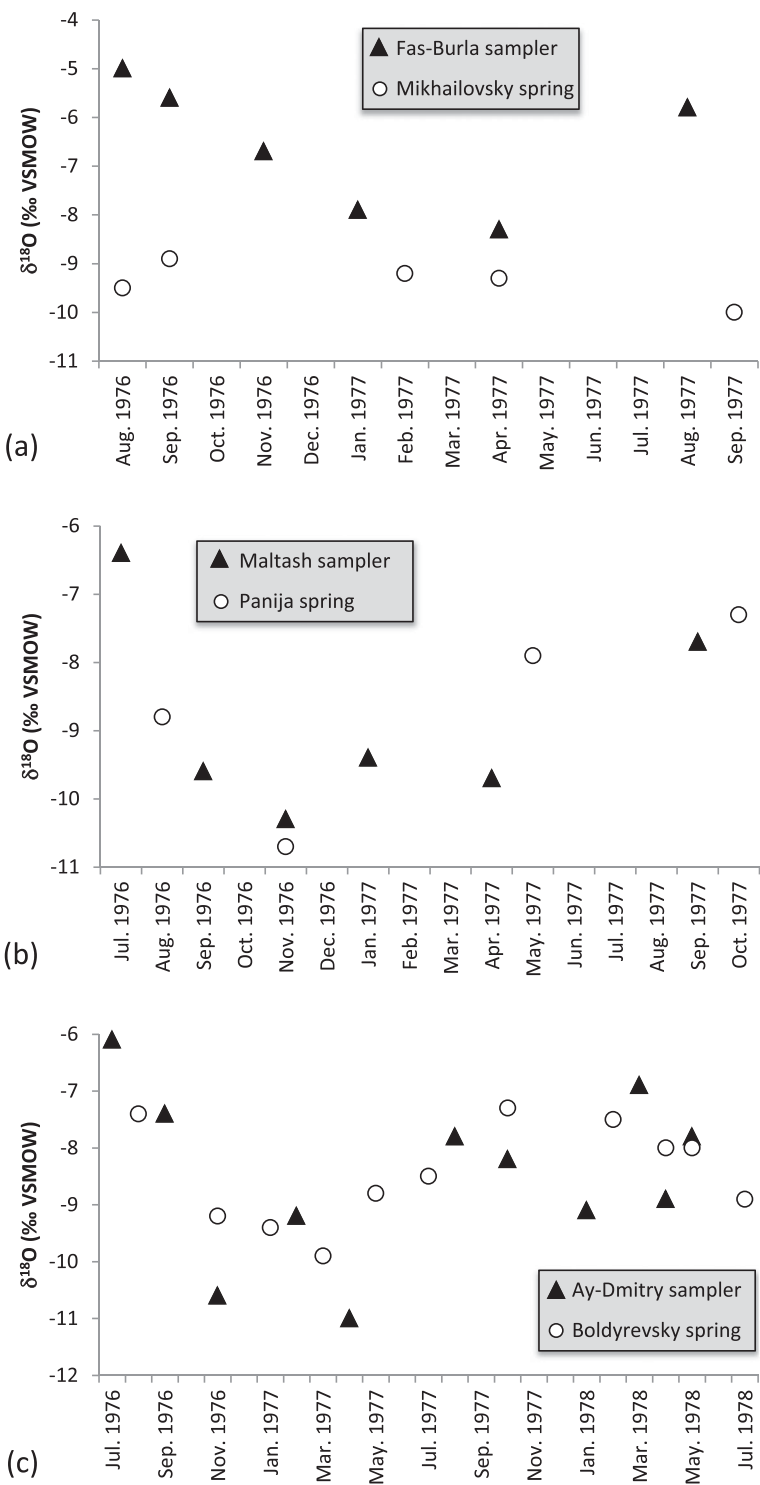 -4
-5
-6
-7
-8
-9
-10
-11
δ18O (‰ VSMOW)
Fas-Burla sampler
Mikhailovsky spring
Aug. 1976
Sep. 1976
Oct. 1976
Nov. 1976
Dec. 1976
Jan. 1977
Feb. 1977
Mar. 1977
Apr. 1977
May. 1977
Jun. 1977
Jul. 1977
Aug. 1977
Sep. 1977
(a)
-6
-7
-8
-9
-10
-11
δ18O (‰ VSMOW)
Maltash sampler
Panija spring
Jul. 1976
Aug. 1976
Sep. 1976
Oct. 1976
Nov. 1976
Dec. 1976
Jan. 1977
Feb. 1977
Mar. 1977
Apr. 1977
May. 1977
Jun. 1977
Jul. 1977
Aug. 1977
Sep. 1977
Oct. 1977
(b)
-6
-7
-8
-9
-10
-11
-12
δ18O (‰ VSMOW)
Ay-Dmitry sampler
Boldyrevsky spring
Jul. 1976
Sep. 1976
Nov. 1976
Jan. 1977
Mar. 1977
May. 1977
Jul. 1977
Sep. 1977
Nov. 1977
Jan. 1978
Mar. 1978
May. 1978
Jul. 1978
(c)